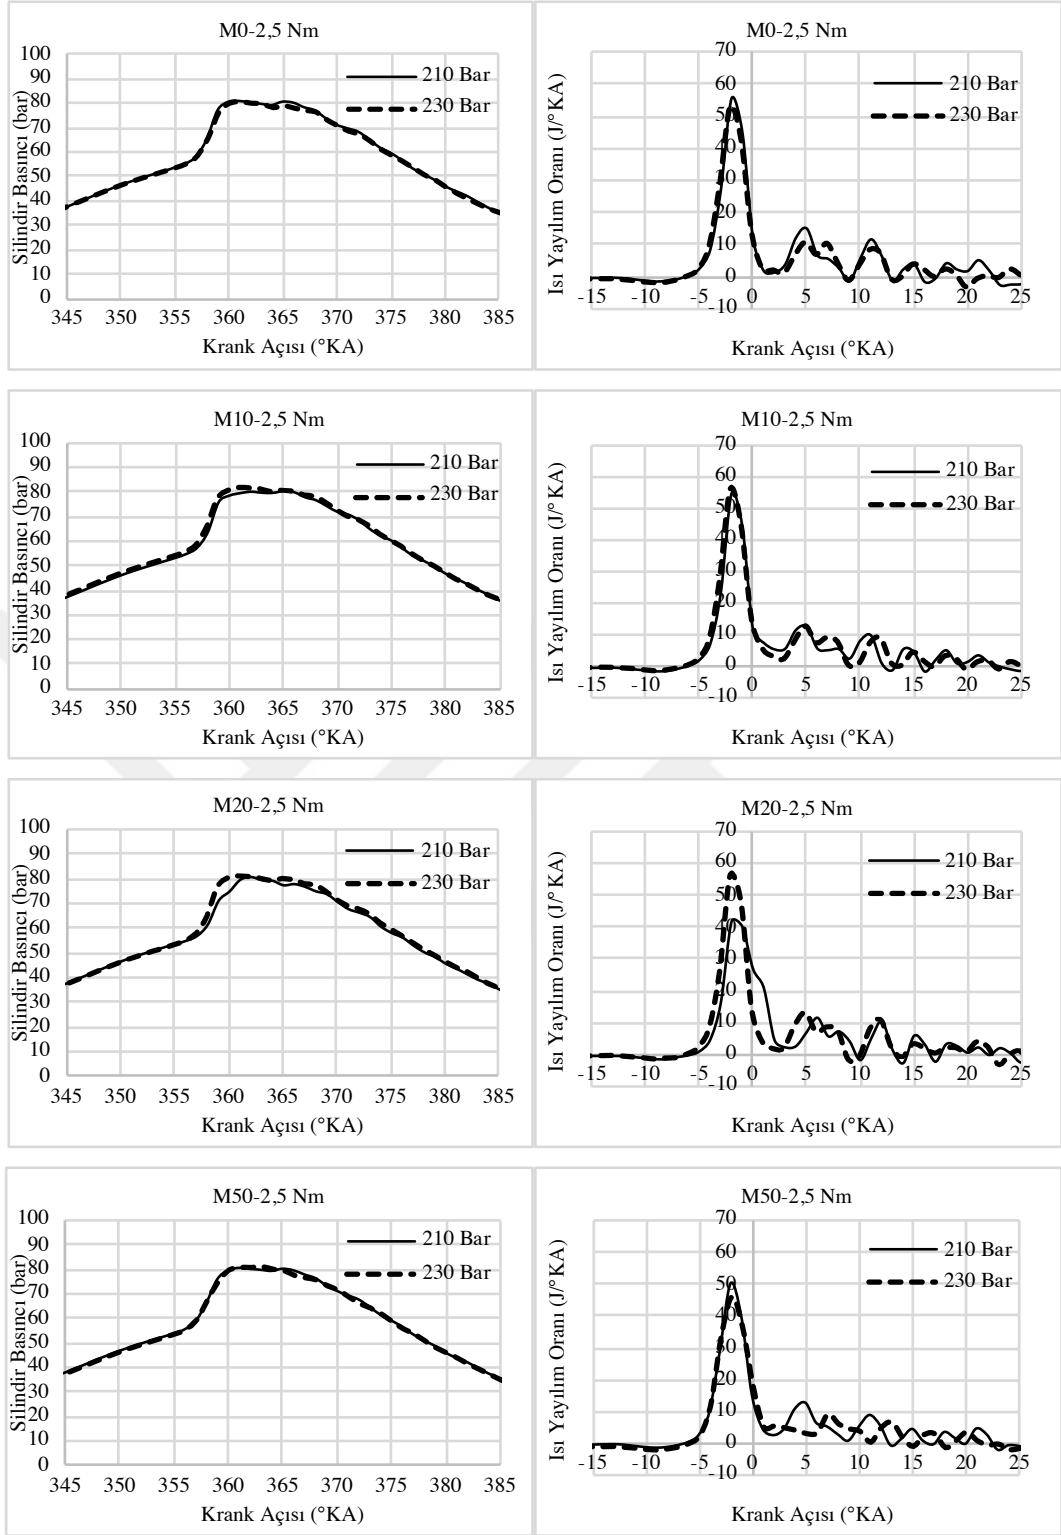 M0-2,5 Nm
Silindir Basıncı (bar)
100
90
80
70
60
50
40
30
20
10
0
210 Bar
230 Bar
345 350 355 360 365 370 375 380 385
Krank Açısı (°KA)
M0-2,5 Nm
Isı Yayılım Oranı (J/°KA)
70
60
50
40
30
20
10
0
-10
210 Bar
230 Bar
-15 -10 -5 0 5 10 15 20 25
Krank Açısı (°KA)
M10-2,5 Nm
Silindir Basıncı (bar)
100
90
80
70
60
50
40
30
20
10
0
210 Bar
230 Bar
345 350 355 360 365 370 375 380 385
Krank Açısı (°KA)
M10-2,5 Nm
Isı Yayılım Oranı (J/°KA)
70
60
50
40
30
20
10
0
-10
210 Bar
230 Bar
-15 -10 -5 0 5 10 15 20 25
Krank Açısı (°KA)
M20-2,5 Nm
Silindir Basıncı (bar)
100
90
80
70
60
50
40
30
20
10
0
210 Bar
230 Bar
345 350 355 360 365 370 375 380 385
Krank Açısı (°KA)
M20-2,5 Nm
Isı Yayılım Oranı (J/°KA)
70
60
50
40
30
20
10
0
-10
210 Bar
230 Bar
-15 -10 -5 0 5 10 15 20 25
Krank Açısı (°KA)
M50-2,5 Nm
Silindir Basıncı (bar)
100
90
80
70
60
50
40
30
20
10
0
210 Bar
230 Bar
345 350 355 360 365 370 375 380 385
Krank Açısı (°KA)
M50-2,5 Nm
Isı Yayılım Oranı (J/°KA)
70
60
50
40
30
20
10
0
-10
210 Bar
230 Bar
-15 -10 -5 0 5 10 15 20 25
Krank Açısı (°KA)